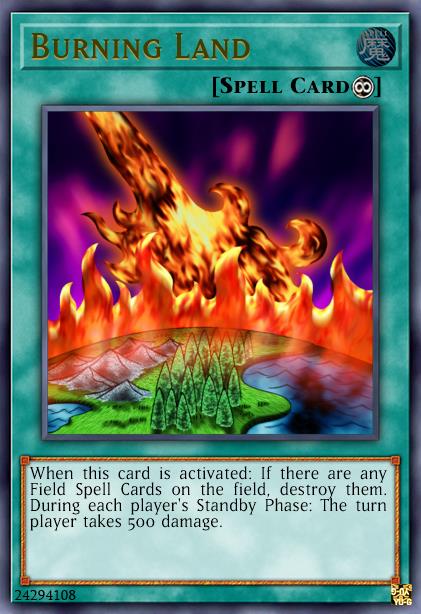 Burning Land
魔
[Spell Card]
When this card is activated: If there are any
Field Spell Cards on the field, destroy them.
During each player's Standby Phase: The turn
player takes 500 damage.
24294108